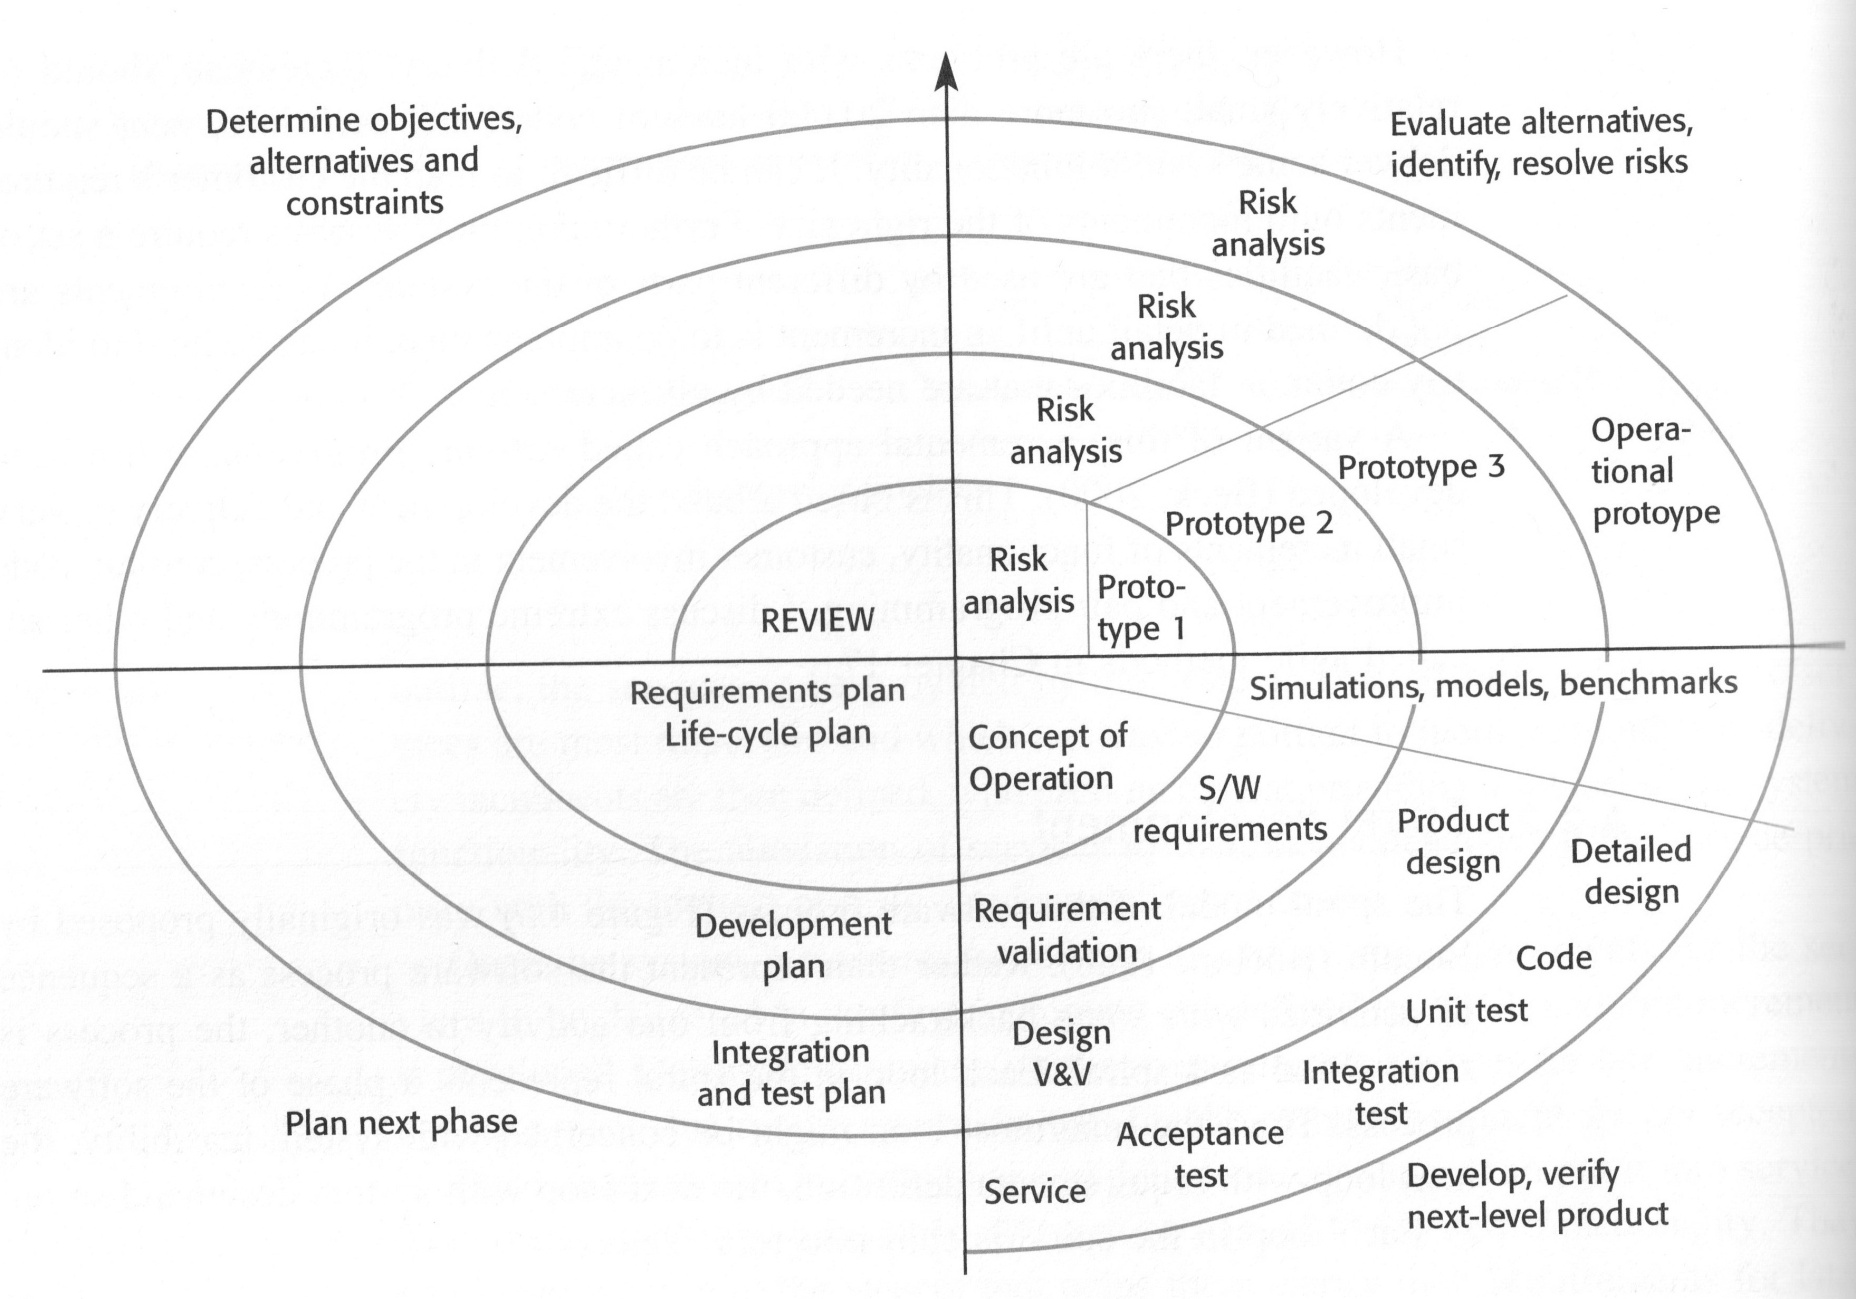 Determine objectives,
alternatives and
constraints
Evaluate alternatives,
identify, resolve risks
Risk
analysis
Risk
analysis
Risk
analysis
Risk
analysis
Opera-
tional
protoype
Prototype 3
Prototype 2
Proto-
type 1
REVIEW
Requirements plan
Life-cycle plan
Simulations, models, benchmarks
Concept of
Operation
S/W
requirements
Product
design
Detailed
design
Development
plan
Requirement
validation
Code
Unit test
Design
V&V
Integration
and test plan
Integration
test
Plan next phase
Acceptance
test
Service
Develop, verify
next-level product